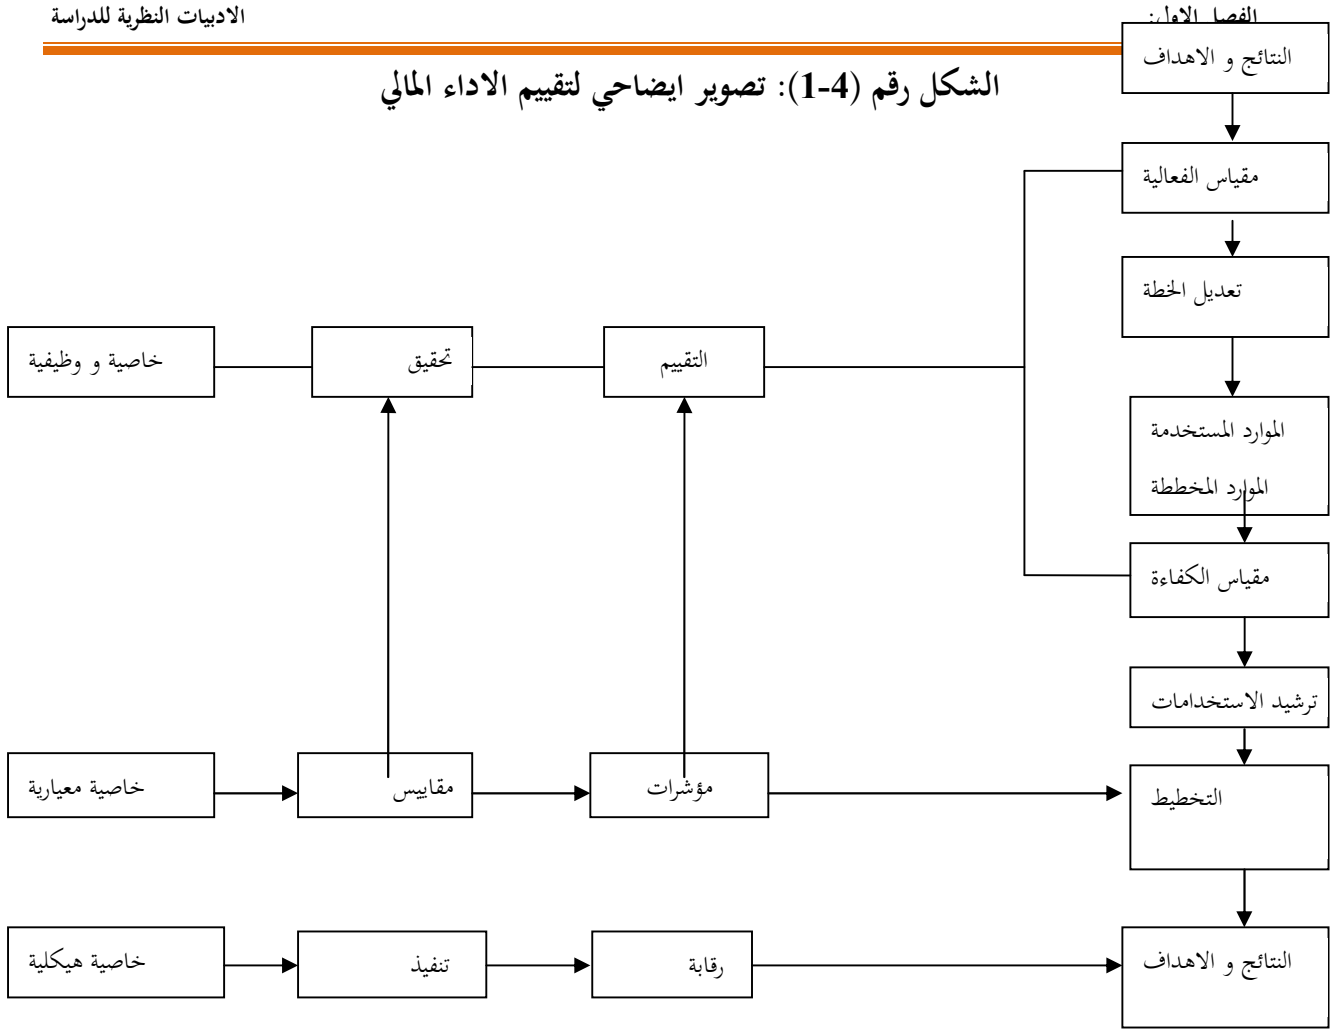 الفصل الاول: الادبيات النظرية للدراسة
النتائج و الاهداف
الشكل رقم (4-1): تصوير ايضاحي لتقييم الاداء المالي
مقياس الفعالية
تعديل الخطة
خاصية و وظيفية
تحقيق
التقييم
الموارد المستخدمة
الموارد المخططة
مقياس الكفاءة
ترشيد الاستخدامات
خاصية معيارية
مقاييس
مؤشرات
التخطيط
خاصية هيكلية
تنفيذ
رقابة
النتائج و الاهداف